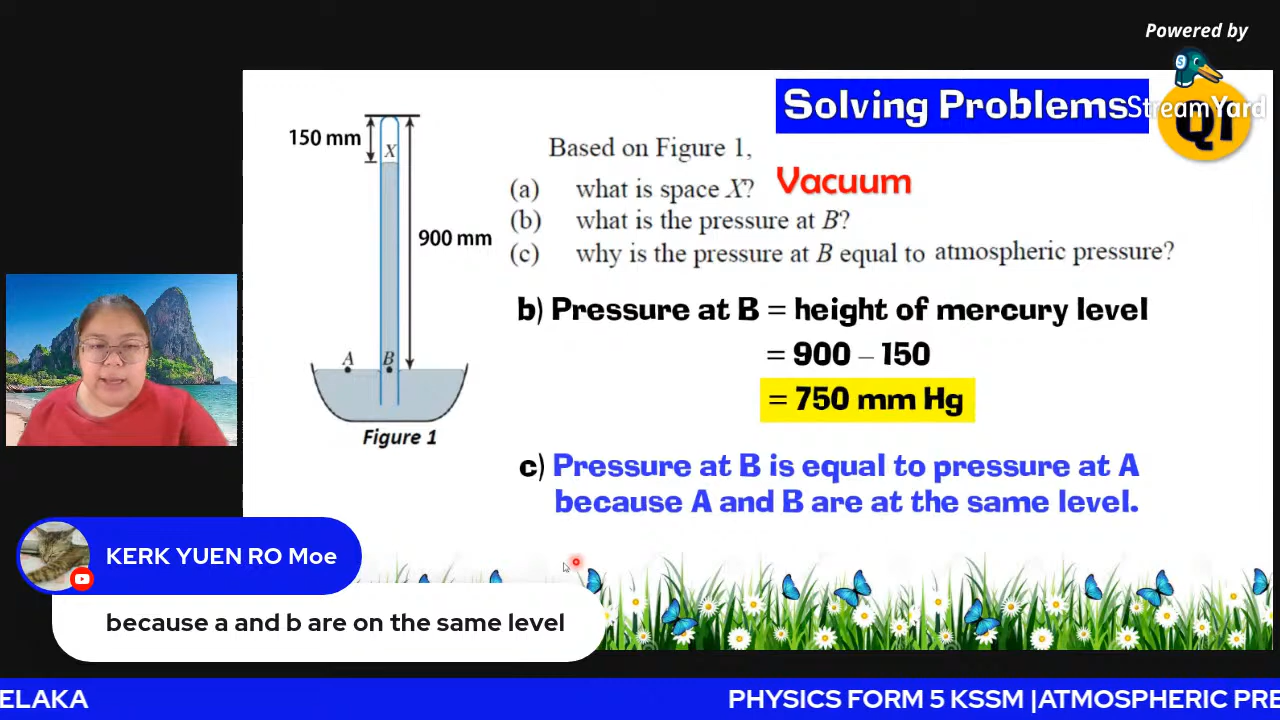 Powered by
StreamYard
Solving Problems
Q1
150 mm
X
900 mm
A
B
Figure 1
Based on Figure 1,
(a) what is space X? Vacuum
(b) what is the pressure at B?
(c) why is the pressure at B equal to atmospheric pressure?
b) Pressure at B = height of mercury level
= 900 – 150
= 750 mm Hg
c) Pressure at B is equal to pressure at A
because A and B are at the same level.
KERK YUEN RO Moe
because a and b are on the same level
ELAKA
PHYSICS FORM 5 KSSM |ATMOSPHERIC PRE